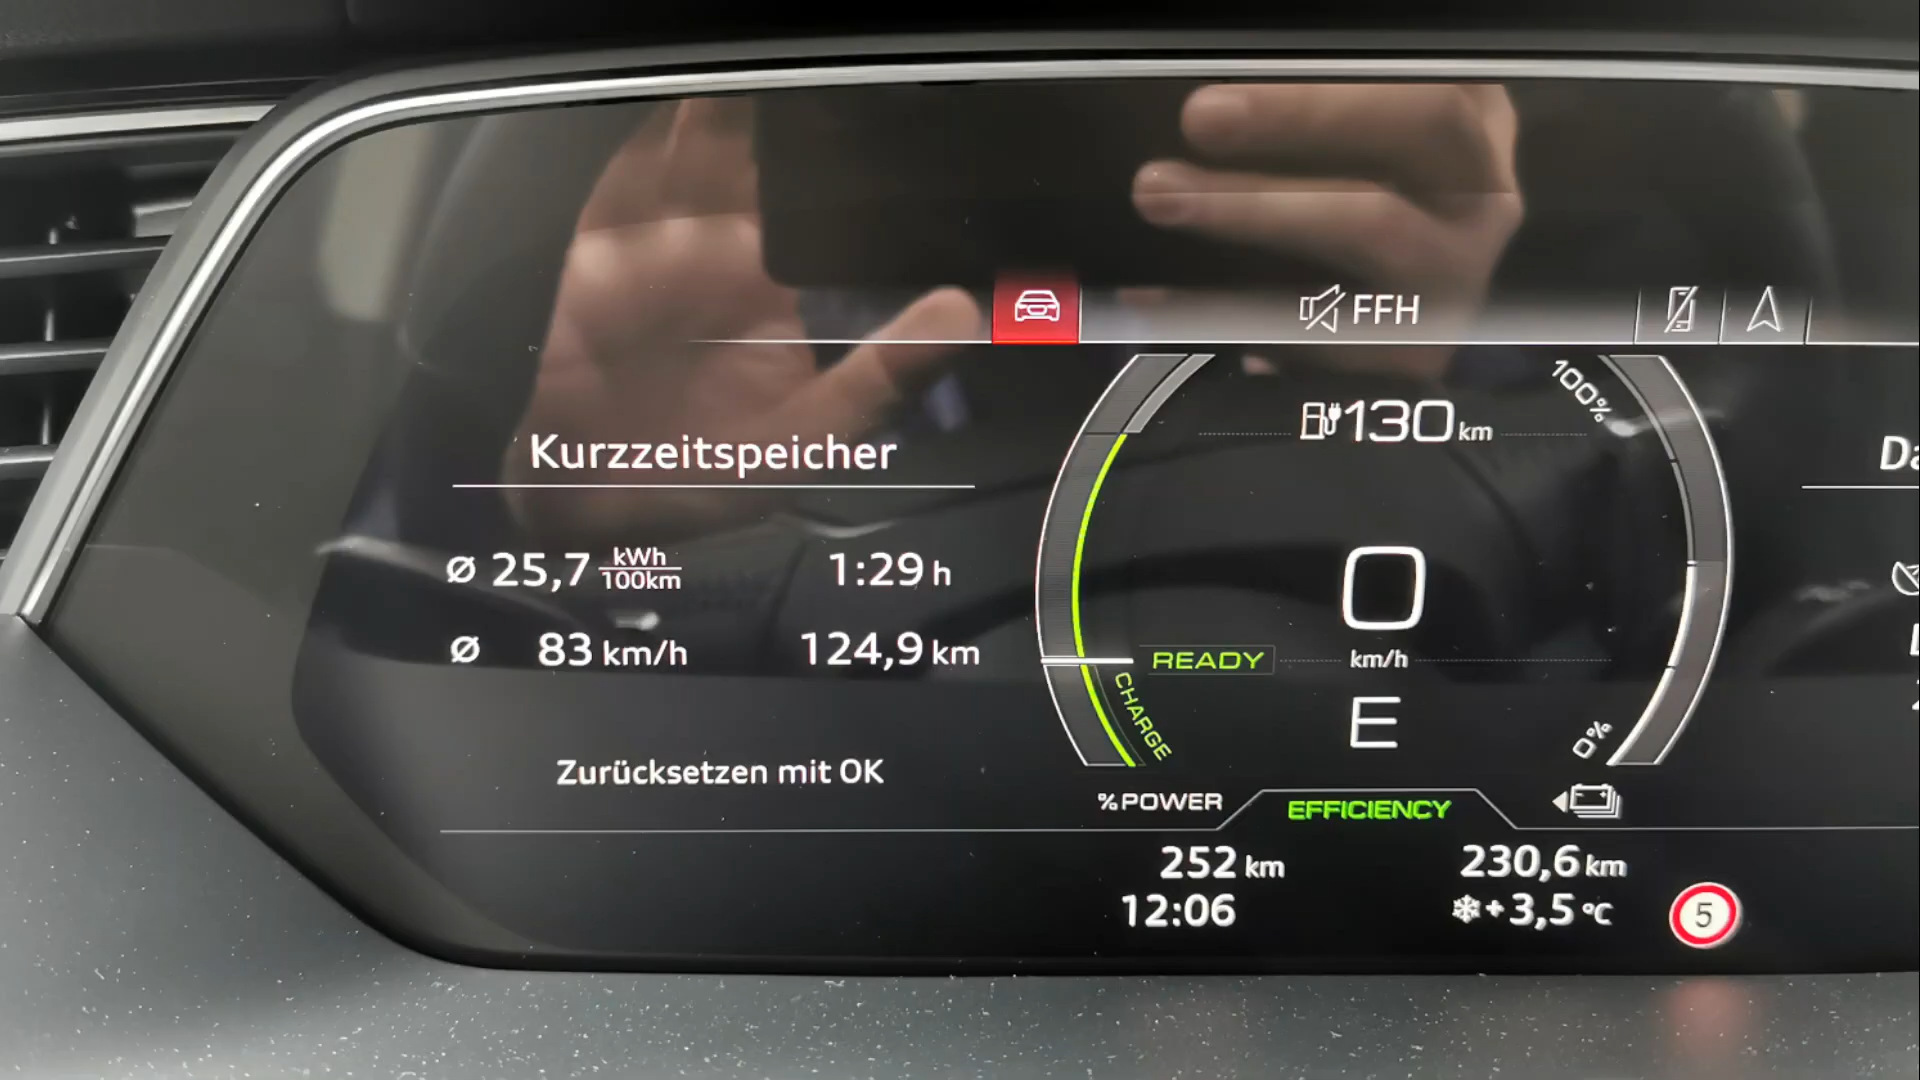 FFH
130 km
100%
Kurzzeitspeicher
ø 25,7 kWh/100km 1:29 h
0
ø 83 km/h 124,9 km
READY
km/h
CHARGE
E
0%
Zurücksetzen mit OK
%POWER
EFFICIENCY
252 km
230,6 km
12:06
+3,5 °C
5